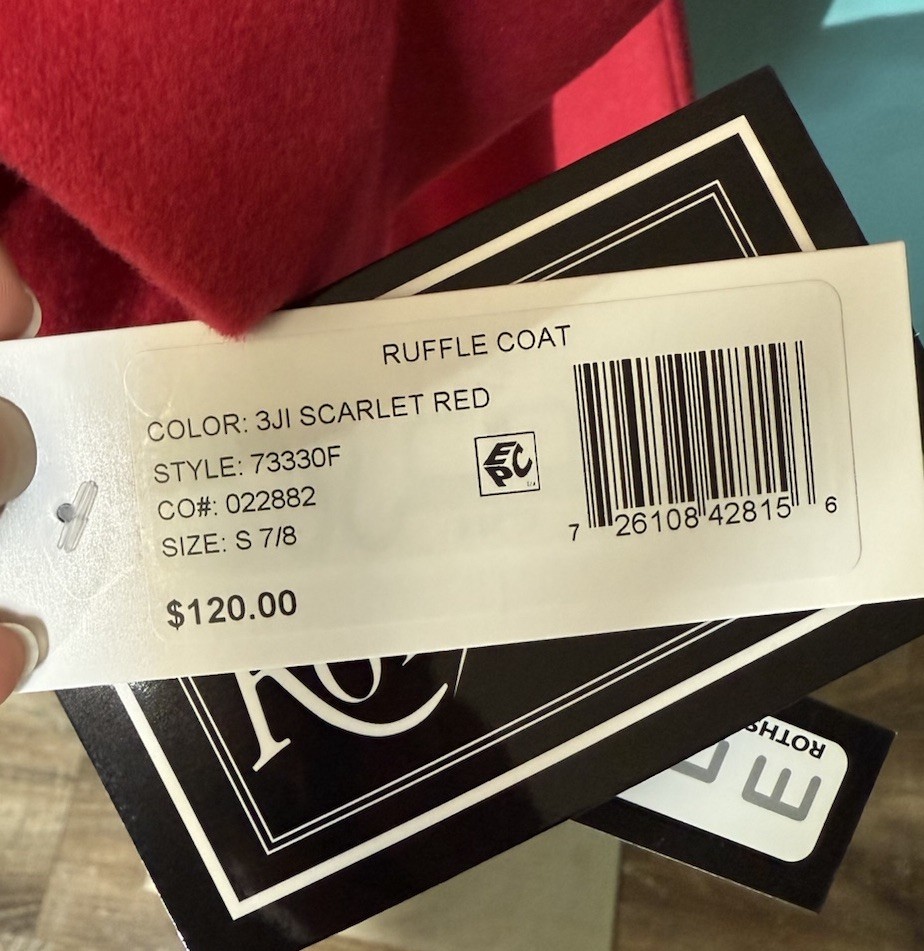 RUFFLE COAT
COLOR: 3JI SCARLET RED
STYLE: 73330F
CO#: 022882
SIZE: S 7/8
$120.00
EPC
7 26108 42815 6
ROTHS
E